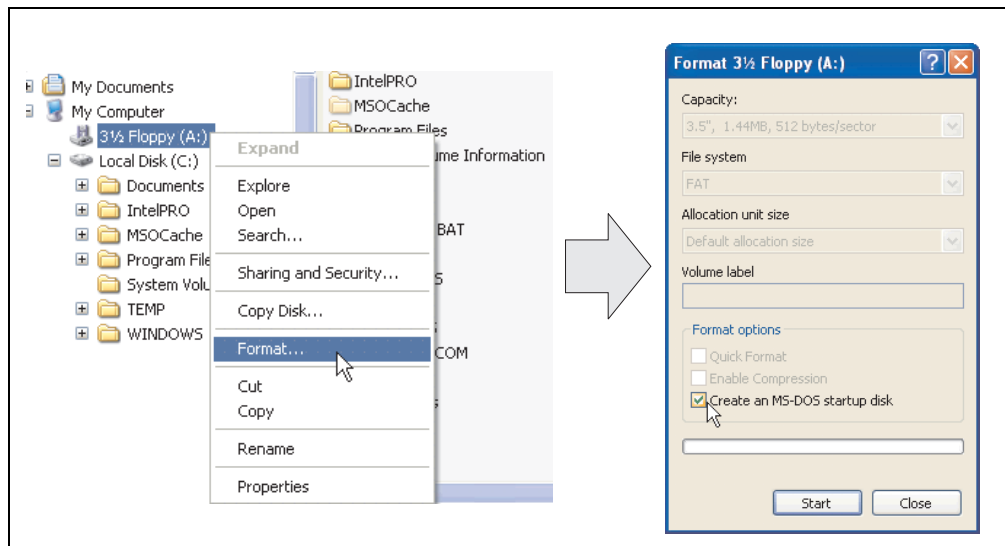 My Documents
My Computer
3½ Floppy (A:)
Local Disk (C:)
Documents
IntelPRO
MSOCache
Program File
System Volu
TEMP
WINDOWS
IntelPRO
MSOCache
Program Files
ume Information
BAT
S
COM
s
Expand
Explore
Open
Search...
Sharing and Security...
Copy Disk...
Format...
Cut
Copy
Rename
Properties
Format 3½ Floppy (A:)
Capacity:
3.5", 1.44MB, 512 bytes/sector
File system
FAT
Allocation unit size
Default allocation size
Volume label
Format options
Quick Format
Enable Compression
Create an MS-DOS startup disk
Start
Close